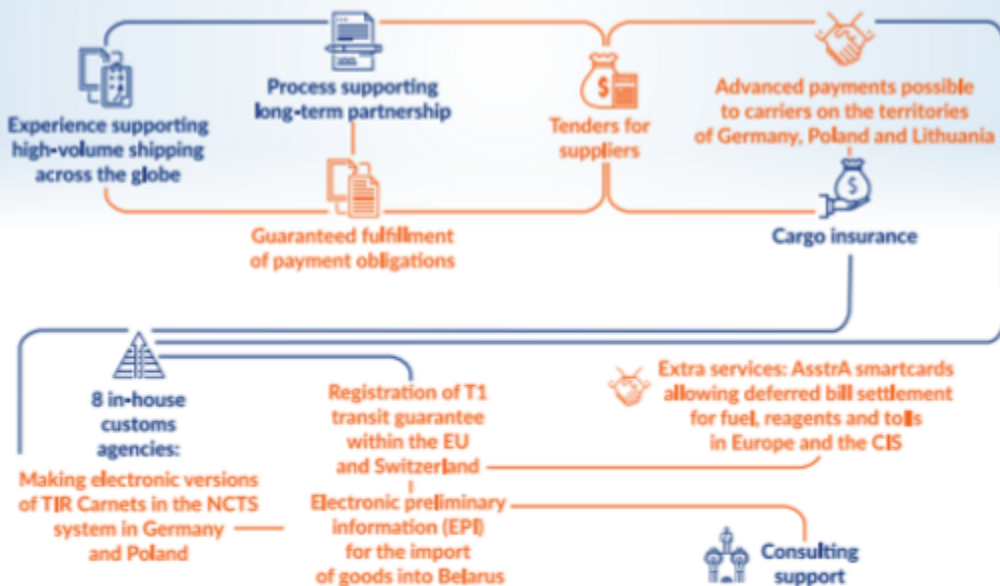 Experience supporting
high-volume shipping
across the globe
Process supporting
long-term partnership
Guaranteed fulfillment
of payment obligations
$
Tenders for
suppliers
Advanced payments possible
to carriers on the territories
of Germany, Poland and Lithuania
$
Cargo insurance
8 in-house
customs
agencies:
Making electronic versions
of TIR Carnets in the NCTS
system in Germany
and Poland
Registration of T1
transit guarantee
within the EU
and Switzerland
Electronic preliminary
information (EPI)
for the import
of goods into Belarus
Extra services: AsstrA smartcards
allowing deferred bill settlement
for fuel, reagents and tolls
in Europe and the CIS
Consulting
support